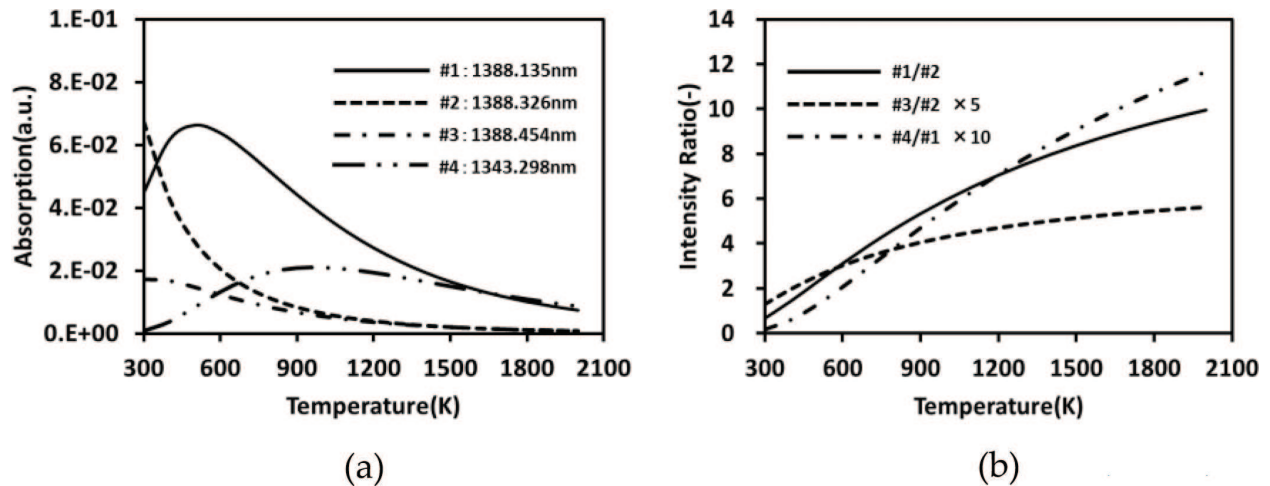 1.E-01
8.E-02
6.E-02
4.E-02
2.E-02
0.E+00
Absorption(a.u.)
#1：1388.135nm
#2：1388.326nm
#3：1388.454nm
#4：1343.298nm
300 600 900 1200 1500 1800 2100
Temperature(K)
(a)
14
12
10
8
6
4
2
0
Intensity Ratio(-)
#1/#2
#3/#2 ×5
#4/#1 ×10
300 600 900 1200 1500 1800 2100
Temperature(K)
(b)